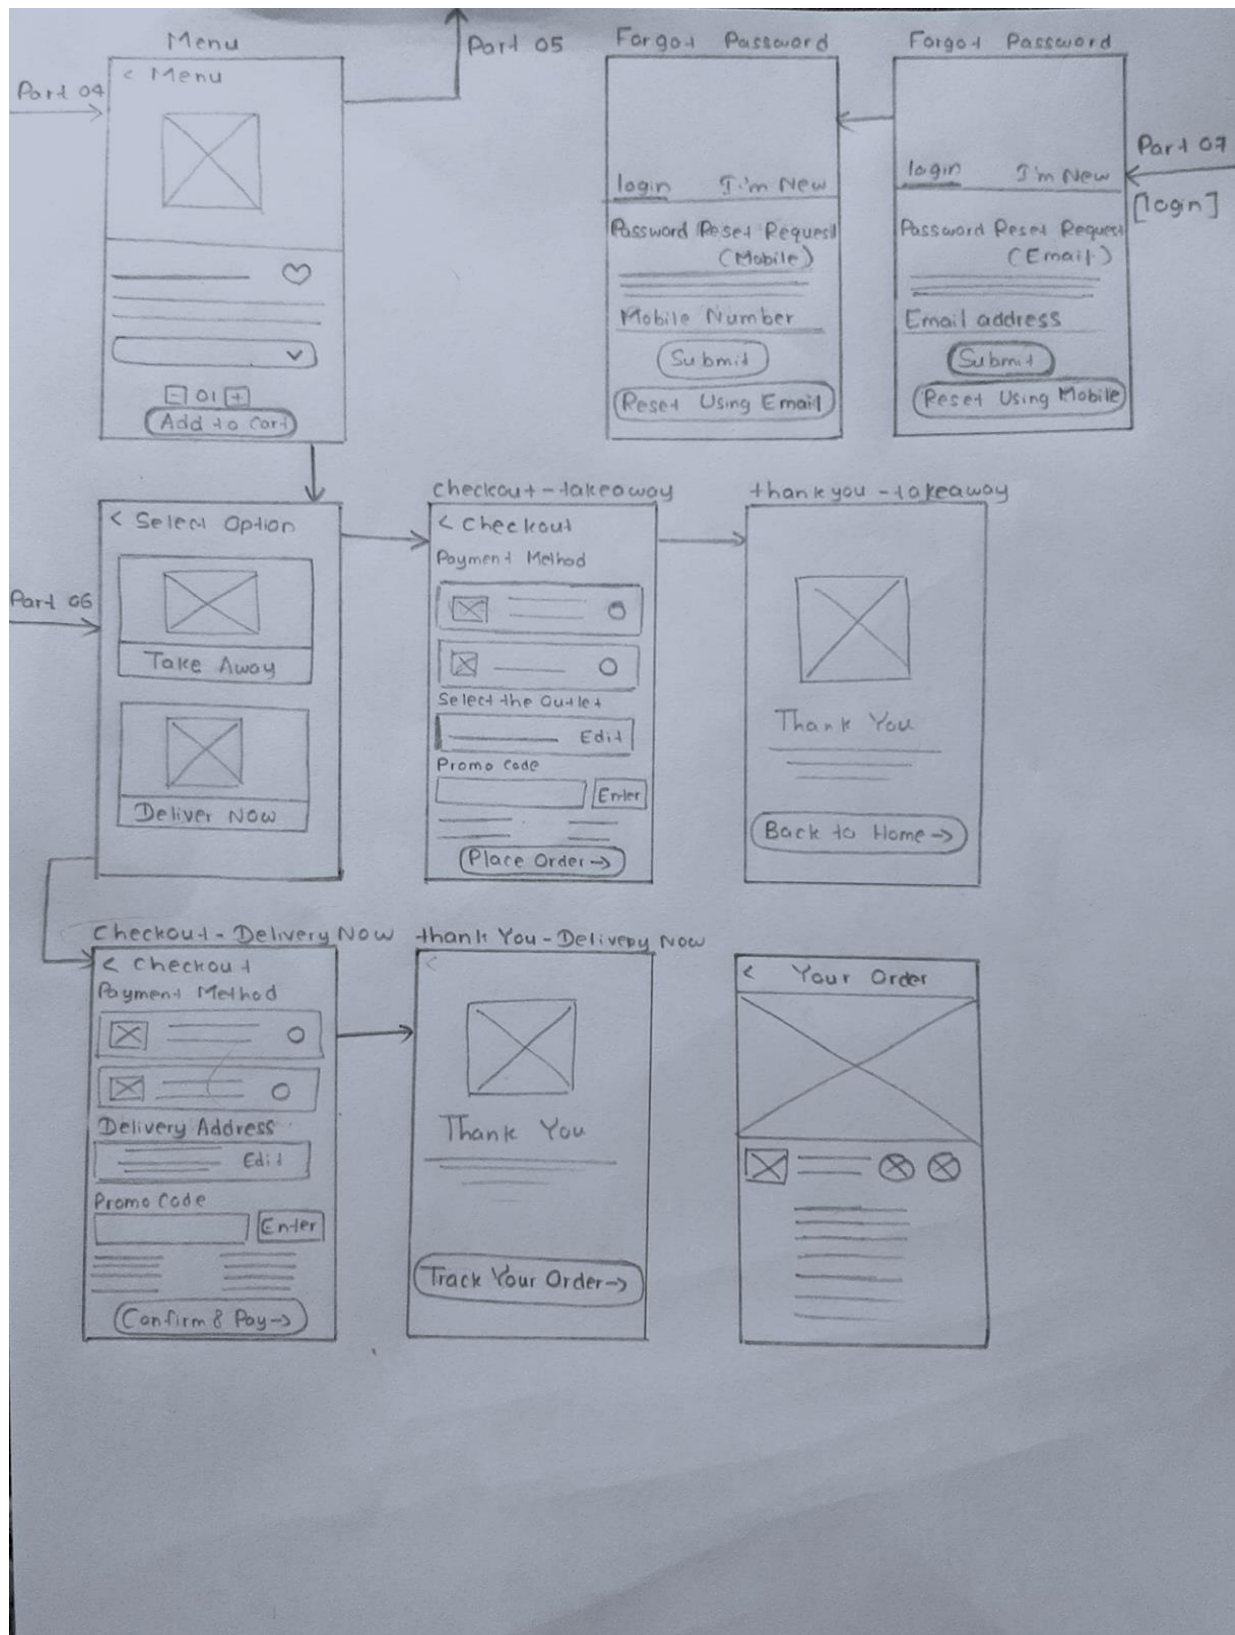 Menu
Part 05
Part 04
< Menu
- 01 +
Add to Cart
Forgot Password
login I'm New
Password Reset Request
(Mobile)
Mobile Number
Submit
Reset Using Email
Forgot Password
Part 07
[login]
login I'm New
Password Reset Request
(Email)
Email address
Submit
Reset Using Mobile
Part 06
< Select Option
Take Away
Deliver Now
Checkout - takeaway
< Checkout
Payment Method
Select the Outlet
Edit
Promo Code
Enter
Place Order →
thank you - takeaway
Thank You
Back to Home →
Checkout - Delivery Now
< Checkout
Payment Method
Delivery Address
Edit
Promo Code
Enter
Confirm & Pay →
thank You - Delivery Now
<
Thank You
Track Your Order →
< Your Order